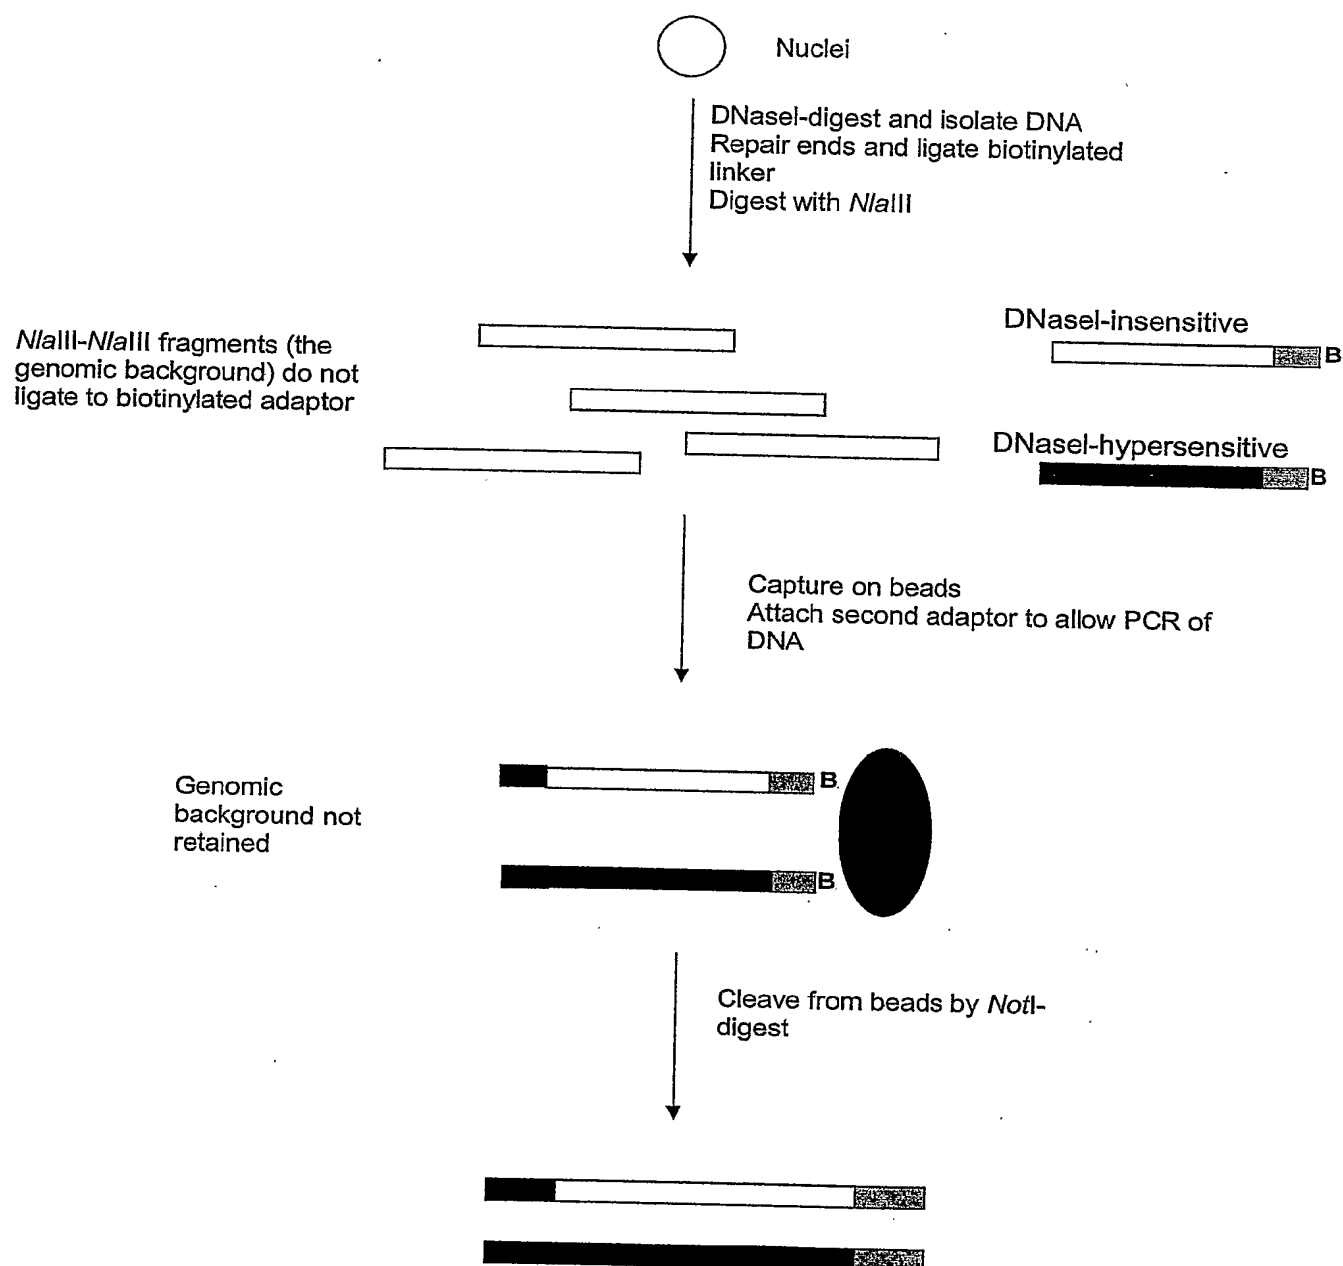 Nuclei
DNaseI-digest and isolate DNA
Repair ends and ligate biotinylated
linker
Digest with NlaIII
NlaIII-NlaIII fragments (the
genomic background) do not
ligate to biotinylated adaptor
DNaseI-insensitive
B
DNaseI-hypersensitive
B
Capture on beads
Attach second adaptor to allow PCR of
DNA
Genomic
background not
retained
B
B
Cleave from beads by NotI-
digest